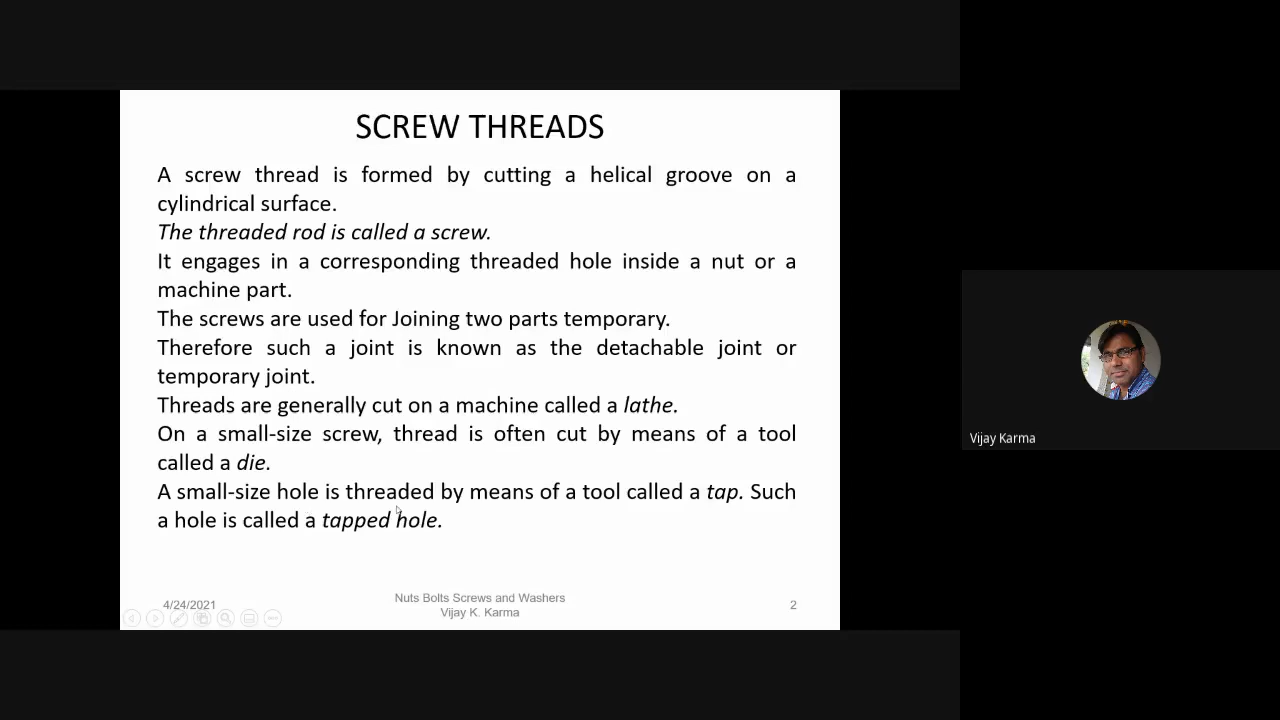 SCREW THREADS
A screw thread is formed by cutting a helical groove on a
cylindrical surface.
The threaded rod is called a screw.
It engages in a corresponding threaded hole inside a nut or a
machine part.
The screws are used for Joining two parts temporary.
Therefore such a joint is known as the detachable joint or
temporary joint.
Threads are generally cut on a machine called a lathe.
On a small-size screw, thread is often cut by means of a tool
called a die.
A small-size hole is threaded by means of a tool called a tap. Such
a hole is called a tapped hole.
4/24/2021
Nuts Bolts Screws and Washers
Vijay K. Karma
2
Vijay Karma